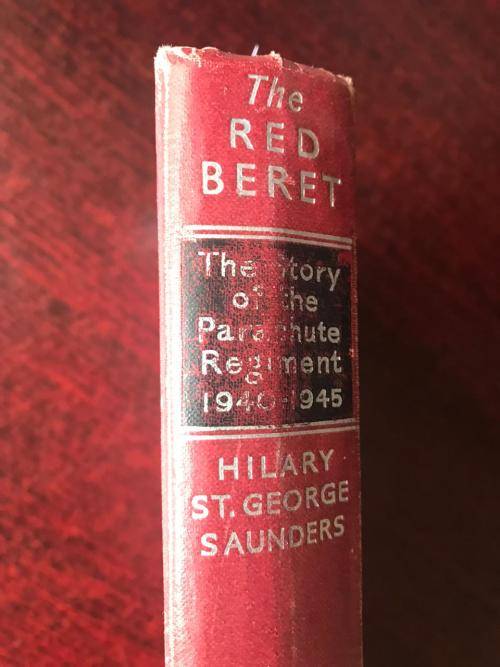 The
RED
BERET
The Story
of the
Parachute
Regiment
1940-1945
HILARY
ST. GEORGE
SAUNDERS